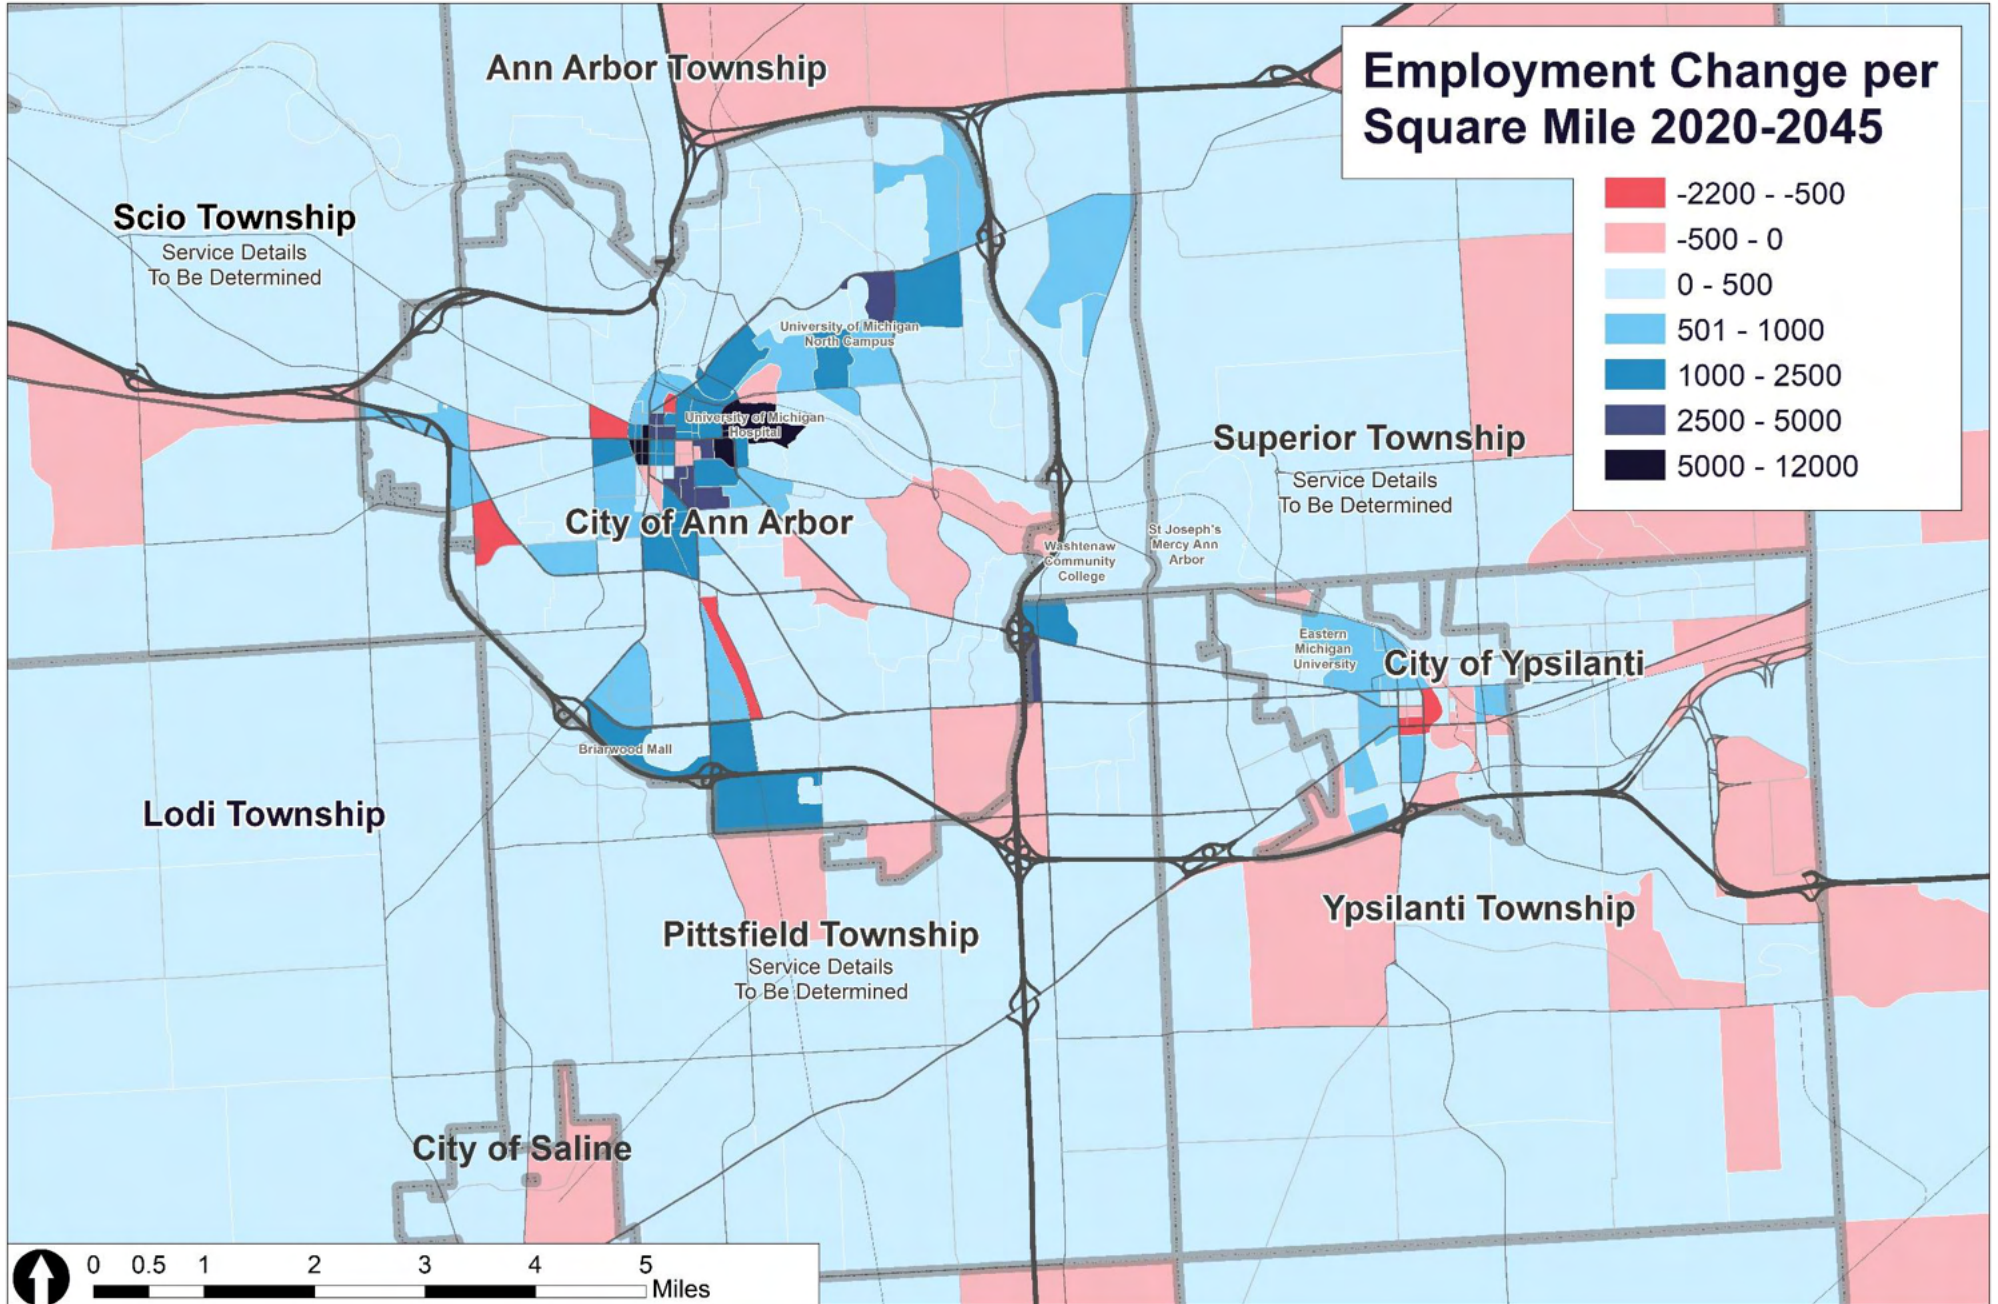 Employment Change per
Square Mile 2020-2045
-2200 - -500
-500 - 0
0 - 500
501 - 1000
1000 - 2500
2500 - 5000
5000 - 12000
Ann Arbor Township
Scio Township
Service Details
To Be Determined
University of Michigan
North Campus
University of Michigan
Hospital
Superior Township
Service Details
To Be Determined
City of Ann Arbor
St Joseph's
Mercy Ann
Arbor
Washtenaw
Community
College
Eastern
Michigan
University
City of Ypsilanti
Briarwood Mall
Lodi Township
Ypsilanti Township
Pittsfield Township
Service Details
To Be Determined
City of Saline
0 0.5 1 2 3 4 5
Miles